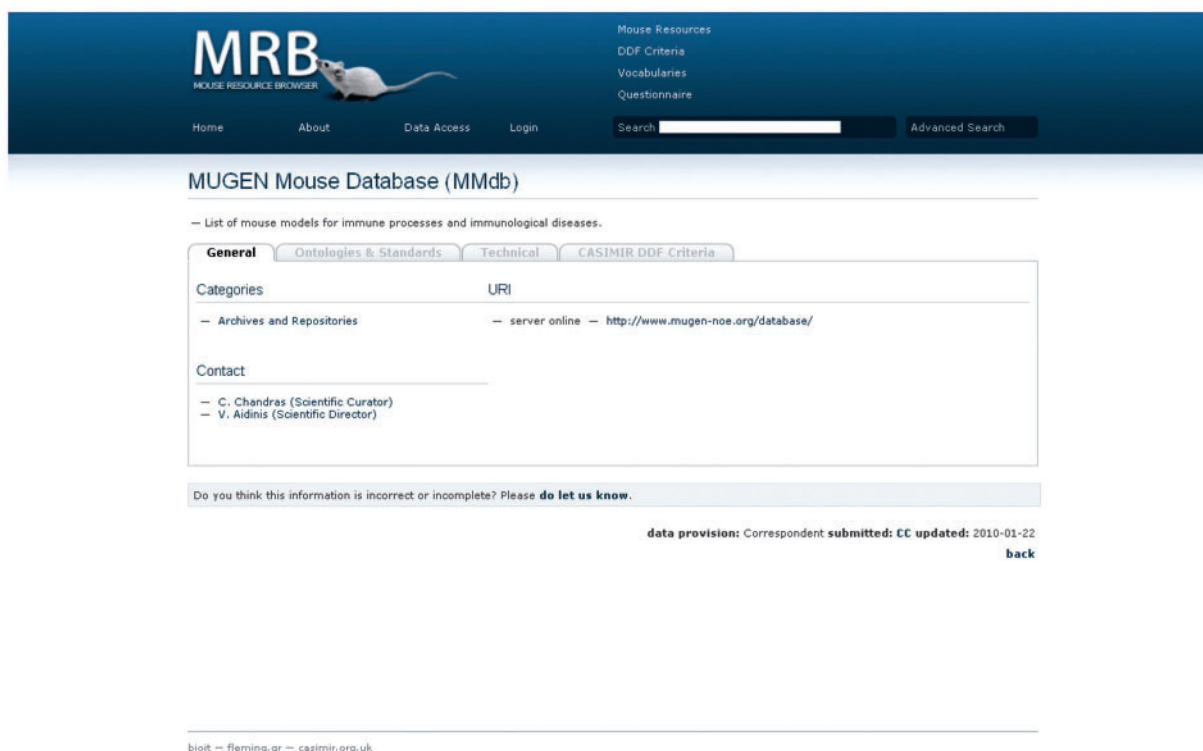 MRB
MOUSE RESOURCE BROWSER
Mouse Resources
DDF Criteria
Vocabularies
Questionnaire
Home About Data Access Login Search Advanced Search
MUGEN Mouse Database (MMdb)
— List of mouse models for immune processes and immunological diseases.
General Ontologies & Standards Technical CASIMIR DDF Criteria
Categories URI
— Archives and Repositories — server online — http://www.mugen-noe.org/database/
Contact
— C. Chandras (Scientific Curator)
— V. Aidinis (Scientific Director)
Do you think this information is incorrect or incomplete? Please do let us know.
data provision: Correspondent submitted: CC updated: 2010-01-22
back
bioit — fleming.gr — casimir.org.uk